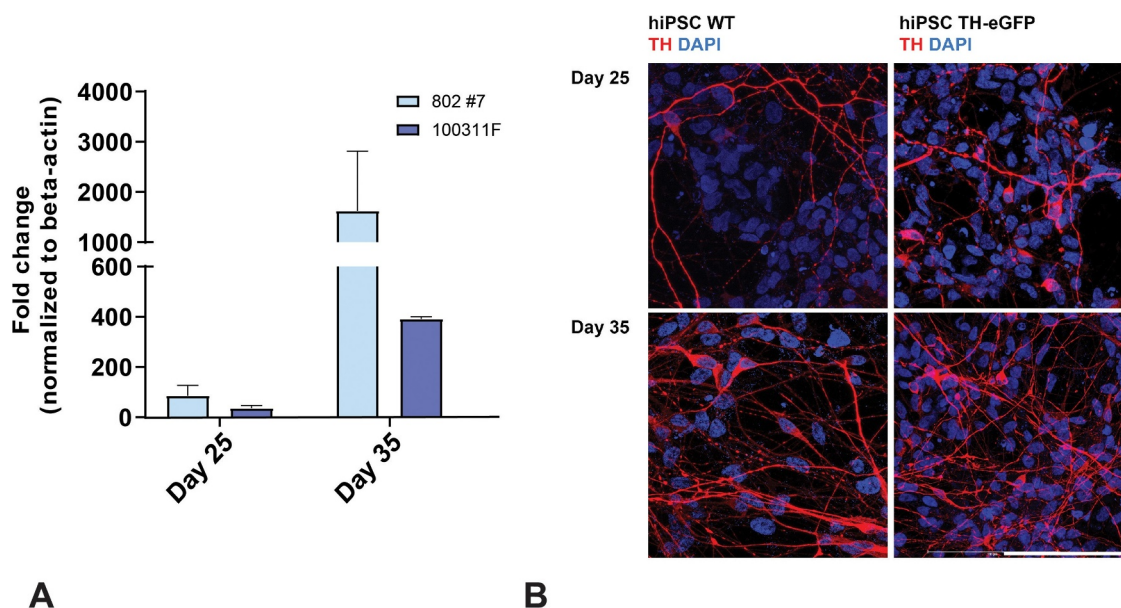 4000
3000
2000
1000
600
400
200
0
Fold change
(normalized to beta-actin)
802 #7
100311F
Day 25
Day 35
A
hiPSC WT
TH DAPI
hiPSC TH-eGFP
TH DAPI
Day 25
Day 35
B